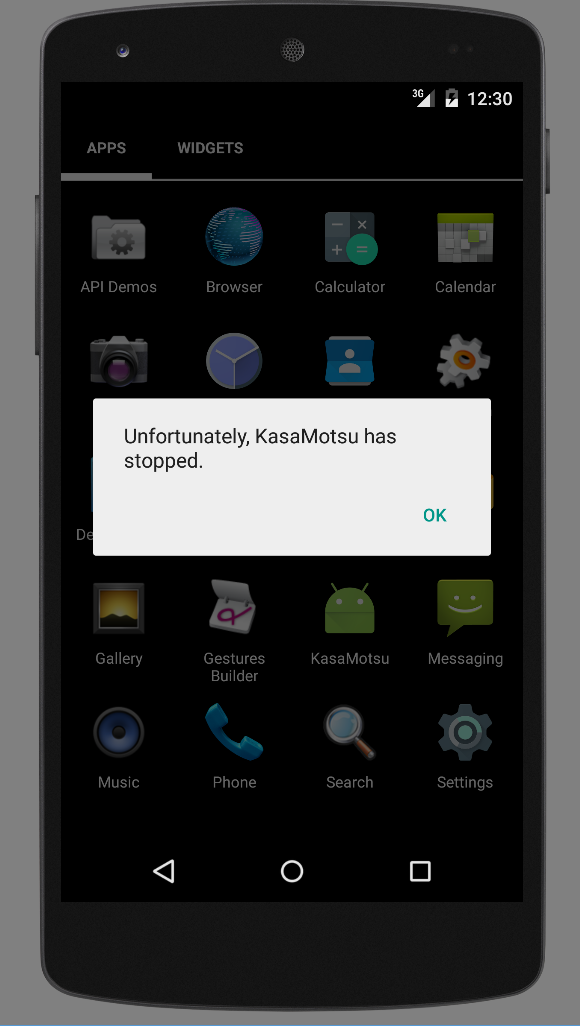 3G 12:30
APPS WIDGETS
API Demos Browser Calculator Calendar
Unfortunately, KasaMotsu has
stopped.
OK
De
Gallery Gestures KasaMotsu Messaging
Builder
Music Phone Search Settings